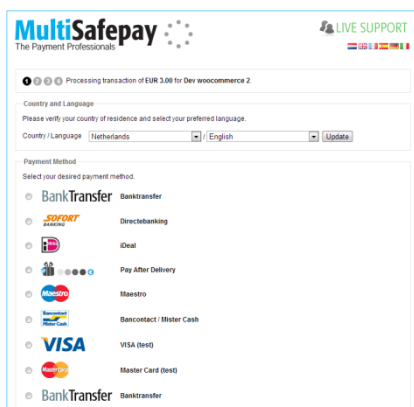 MultiSafepay
The Payment Professionals
LIVE SUPPORT
1 2 3 4 Processing transaction of EUR 3.00 for Dev woocommerce 2.
Country and Language
Please verify your country of residence and select your preferred language.
Country / Language Netherlands / English Update
Payment Method
Select your desired payment method.
BankTransfer Banktransfer
SOFORT BANKING Directebanking
iDEAL iDeal
Pay After Delivery
Maestro Maestro
Bancontact Mister Cash Bancontact / Mister Cash
VISA VISA (test)
MasterCard Master Card (test)
BankTransfer Banktransfer